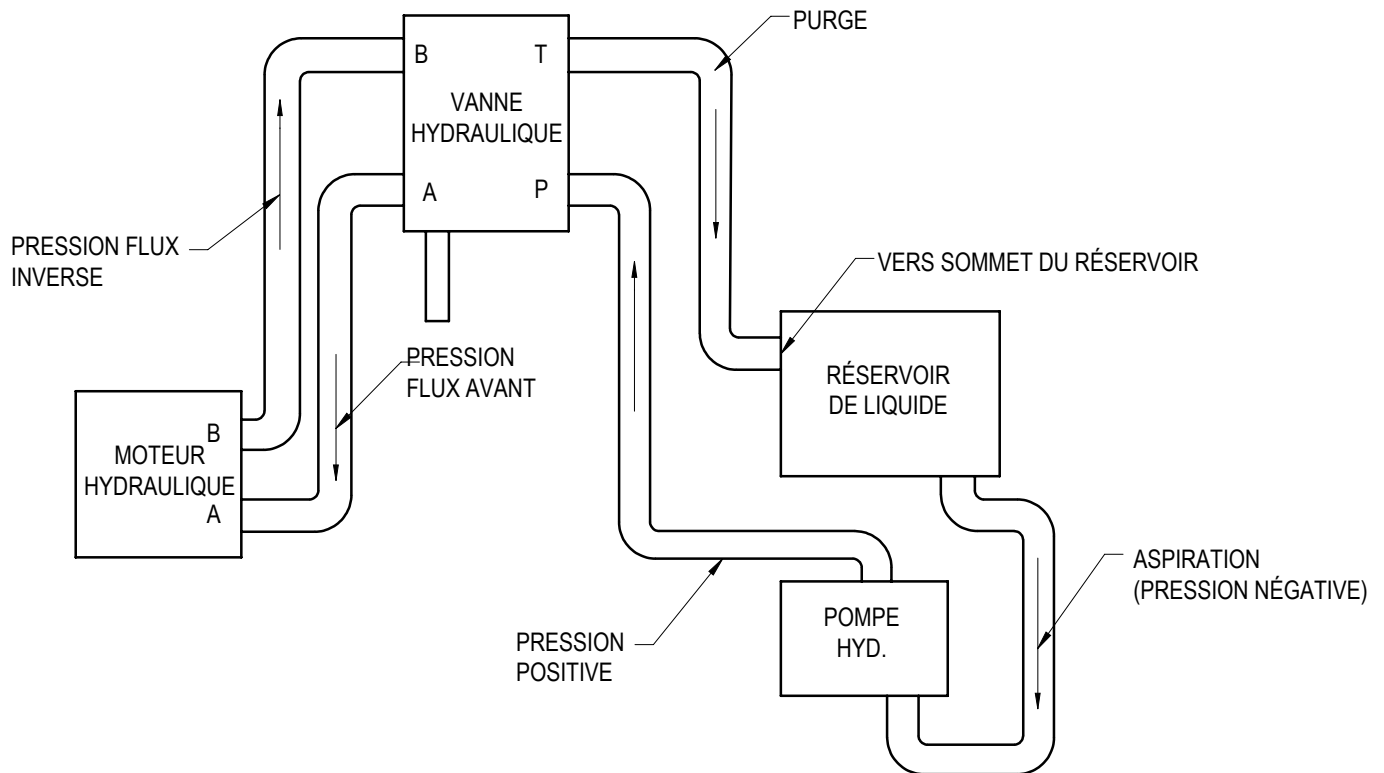 PURGE
B
T
VANNE
HYDRAULIQUE
A
P
PRESSION FLUX
INVERSE
VERS SOMMET DU RÉSERVOIR
PRESSION
FLUX AVANT
RÉSERVOIR
DE LIQUIDE
B
MOTEUR
HYDRAULIQUE
A
ASPIRATION
(PRESSION NÉGATIVE)
POMPE
HYD.
PRESSION
POSITIVE